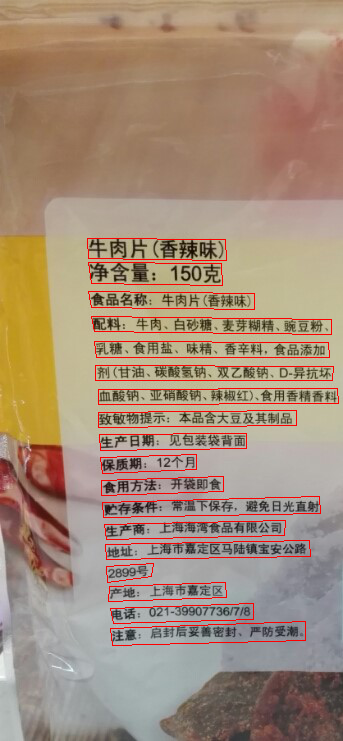 牛肉片(香辣味)
净含量：150克
食品名称：牛肉片(香辣味)
配料：牛肉、白砂糖、麦芽糊精、豌豆粉、
乳糖、食用盐、味精、香辛料，食品添加
剂(甘油、碳酸氢钠、双乙酸钠、D-异抗坏
血酸钠、亚硝酸钠、辣椒红)、食用香精香料
致敏物提示：本品含大豆及其制品
生产日期：见包装袋背面
保质期：12个月
食用方法：开袋即食
贮存条件：常温下保存，避免日光直射
生产商：上海海湾食品有限公司
地址：上海市嘉定区马陆镇宝安公路
2899号
产地：上海市嘉定区
电话：021-39907736/7/8
注意：启封后妥善密封、严防受潮。